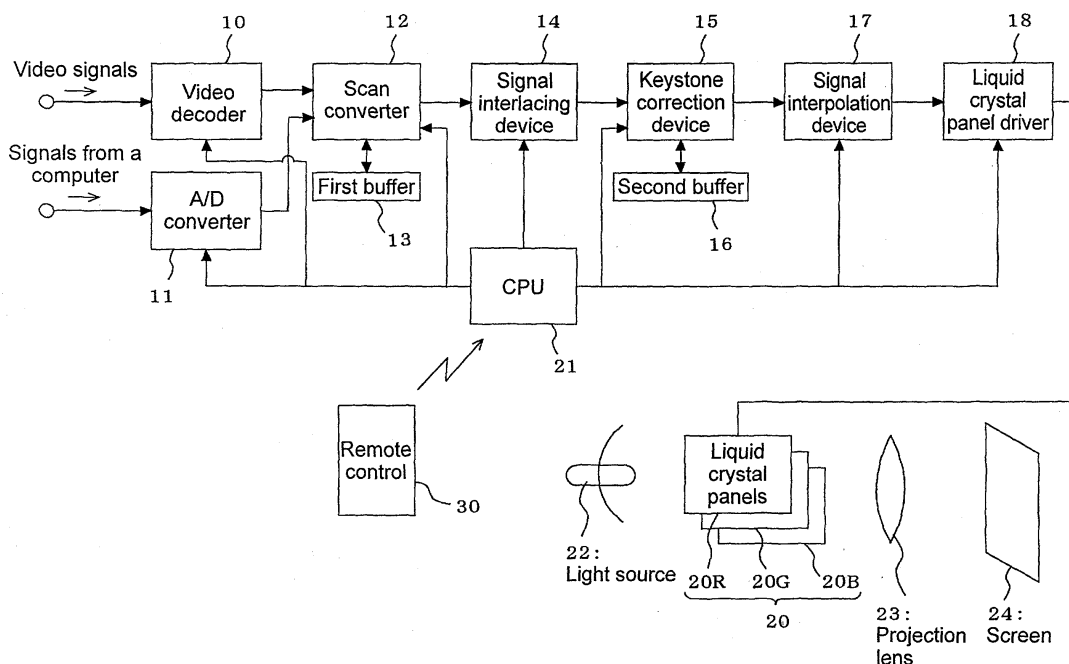 10
12
14
15
17
18
Video signals
Video
decoder
Scan
converter
Signal
interlacing
device
Keystone
correction
device
Signal
interpolation
device
Liquid
crystal
panel driver
Signals from a
computer
A/D
converter
First buffer
Second buffer
13
16
11
CPU
21
Remote
control
30
Liquid
crystal
panels
22:
Light source
20R
20G
20B
20
23:
Projection
lens
24:
Screen